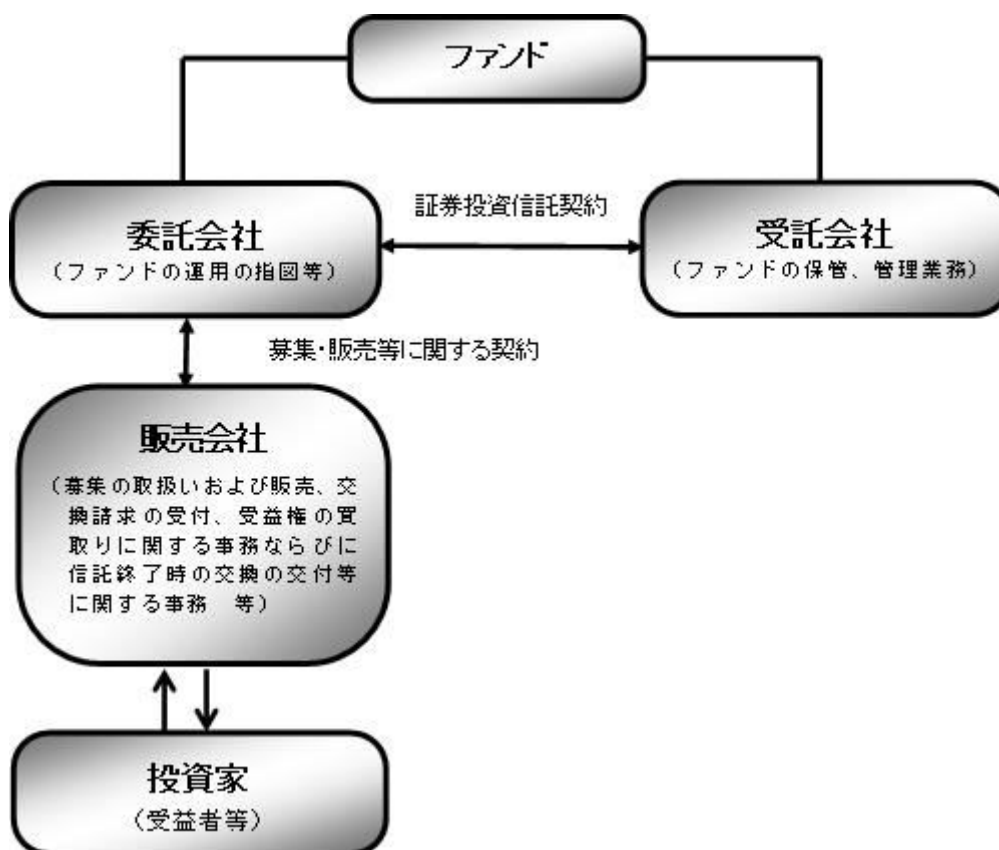 ファンド
証券投資信託契約
委託会社
(ファンドの運用の指図等)
受託会社
(ファンドの保管、管理業務)
募集・販売等に関する契約
販売会社
(募集の取扱いおよび販売、交
換請求の受付、受益権の買
取りに関する事務ならびに
信託終了時の交換の交付等
に関する事務　等)
投資家
(受益者等)